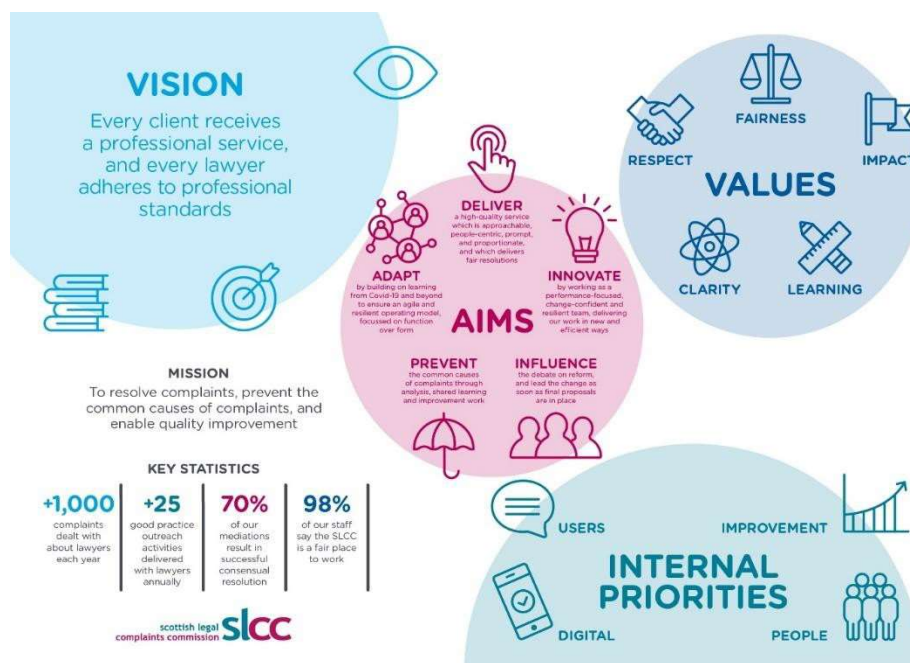 VISION
Every client receives
a professional service,
and every lawyer
adheres to professional
standards
MISSION
To resolve complaints, prevent the
common causes of complaints, and
enable quality improvement
KEY STATISTICS
+1,000
complaints
dealt with
about lawyers
each year
+25
good practice
outreach
activities
delivered
with lawyers
annually
70%
of our
mediations
result in
successful
consensual
resolution
98%
of our staff
say the SLCC
is a fair place
to work
scottish legal
complaints commission
slcc
DELIVER
a high-quality service
which is approachable,
people-centric, prompt,
and proportionate,
and which delivers
fair resolutions
ADAPT
by building on learning
from Covid-19 and beyond
to ensure an agile and
resilient operating model,
focussed on function
over form
INNOVATE
by working as a
performance-focused,
change-confident and
resilient team, delivering
our work in new and
efficient ways
AIMS
PREVENT
the common causes
of complaints through
analysis, shared learning
and improvement work
INFLUENCE
the debate on reform,
and lead the change as
soon as final proposals
are in place
FAIRNESS
RESPECT
IMPACT
VALUES
CLARITY
LEARNING
USERS
IMPROVEMENT
INTERNAL
PRIORITIES
DIGITAL
PEOPLE